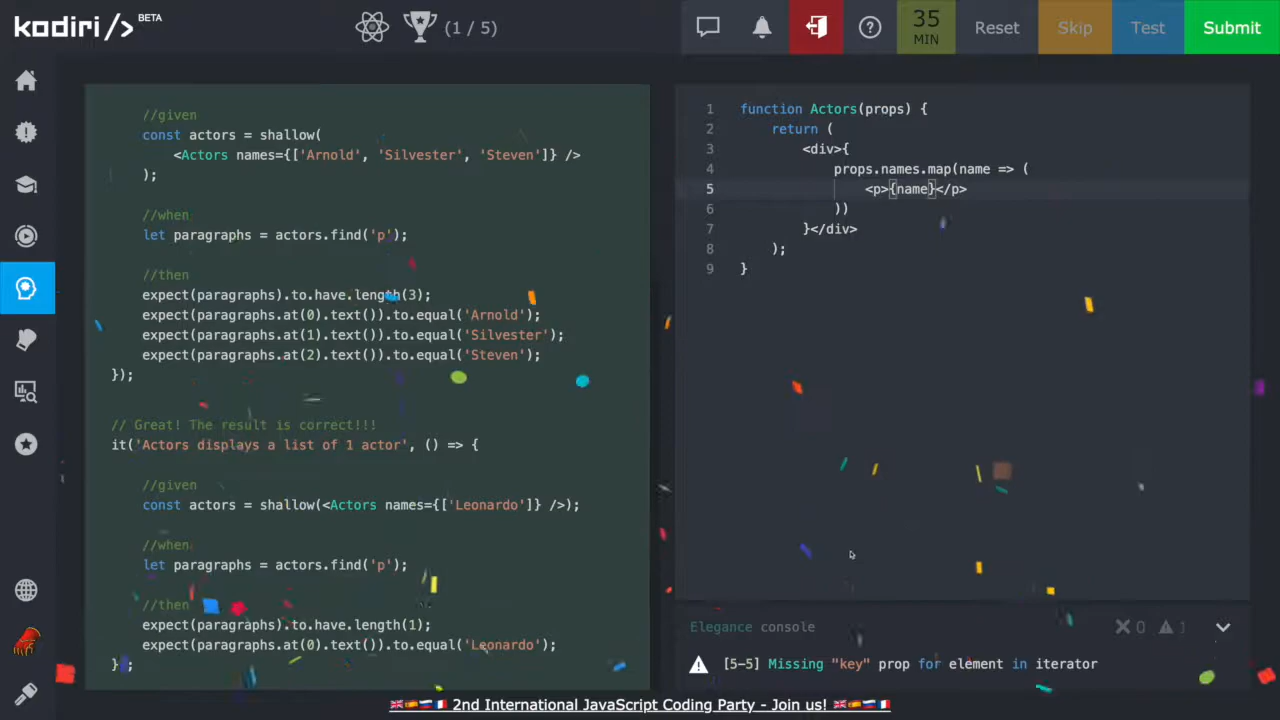 kodiri/> BETA
(1 / 5)
35
MIN
Reset
Skip
Test
Submit
//given
const actors = shallow(
<Actors names={['Arnold', 'Silvester', 'Steven']} />
);
//when
let paragraphs = actors.find('p');
//then
expect(paragraphs).to.have.length(3);
expect(paragraphs.at(0).text()).to.equal('Arnold');
expect(paragraphs.at(1).text()).to.equal('Silvester');
expect(paragraphs.at(2).text()).to.equal('Steven');
});
// Great! The result is correct!!!
it('Actors displays a list of 1 actor', () => {
//given
const actors = shallow(<Actors names={['Leonardo']} />);
//when
let paragraphs = actors.find('p');
//then
expect(paragraphs).to.have.length(1);
expect(paragraphs.at(0).text()).to.equal('Leonardo');
});
1 function Actors(props) {
2 return (
3 <div>{
4 props.names.map(name => (
5 <p>{name}</p>
6 ))
7 }</div>
8 );
9 }
Elegance console
0
1
[5-5] Missing "key" prop for element in iterator
2nd International JavaScript Coding Party - Join us!